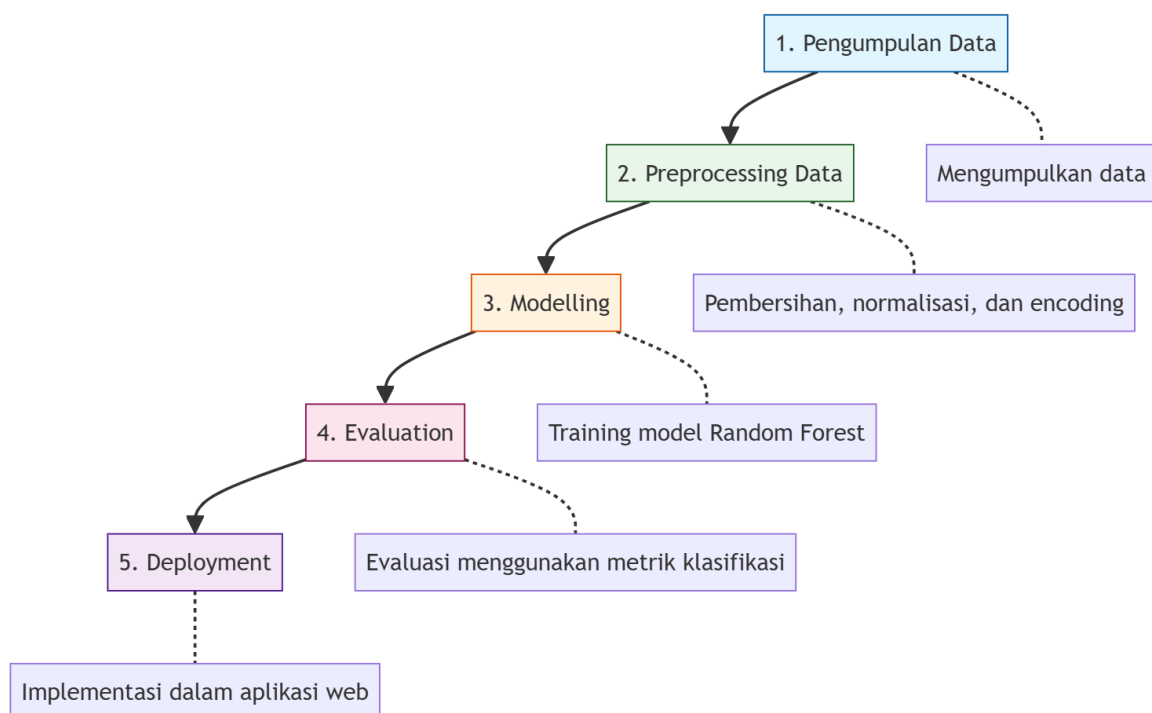 1. Pengumpulan Data
2. Preprocessing Data
Mengumpulkan data
3. Modelling
Pembersihan, normalisasi, dan encoding
4. Evaluation
Training model Random Forest
5. Deployment
Evaluasi menggunakan metrik klasifikasi
Implementasi dalam aplikasi web